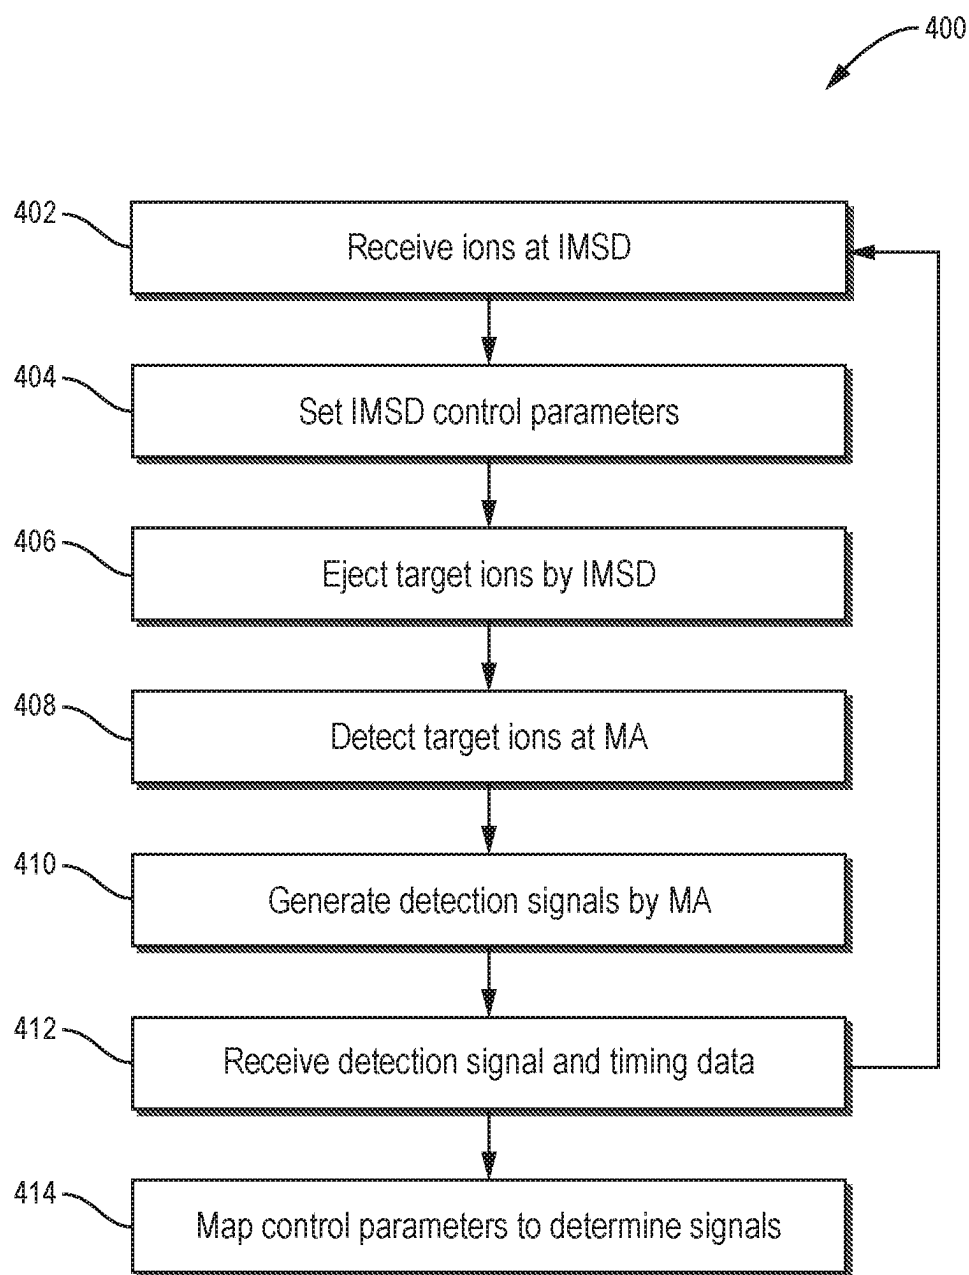 400
402
Receive ions at IMSD
404
Set IMSD control parameters
406
Eject target ions by IMSD
408
Detect target ions at MA
410
Generate detection signals by MA
412
Receive detection signal and timing data
414
Map control parameters to determine signals